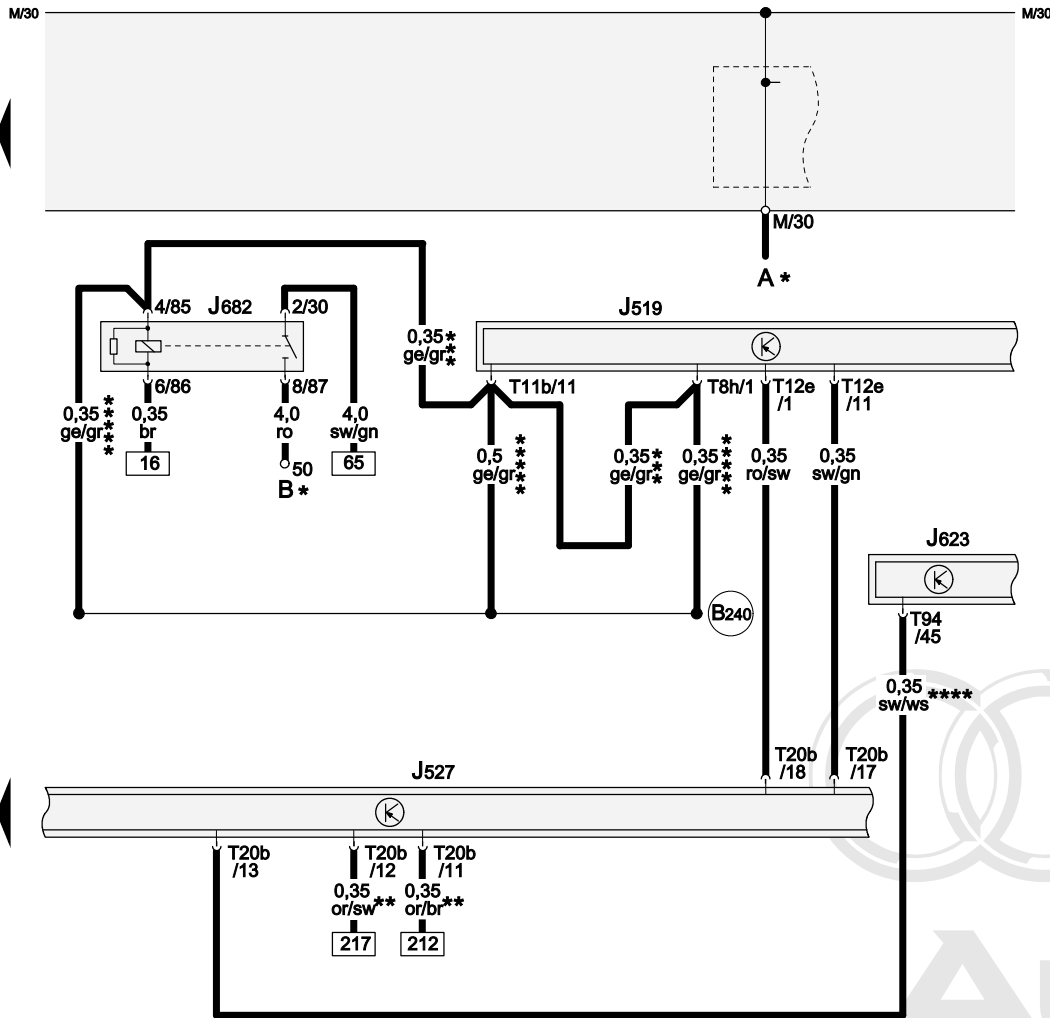 M/30
M/30
M/30
A *
4/85
J682
2/30
J519
0,35*
ge/gr*
*
6/86
8/87
T11b/11
T8h/1
T12e
/1
T12e
/11
0,35
ge/gr
*****
0,35
br
4,0
ro
4,0
sw/gn
0,5
ge/gr
****
0,35
ge/gr
***
0,35
ge/gr
****
0,35
ro/sw
0,35
sw/gn
16
50
B *
65
J623
B240
T94
/45
0,35
sw/ws****
J527
T20b
/18
T20b
/17
T20b
/13
T20b
/12
T20b
/11
0,35
or/sw**
0,35
or/br**
217
212